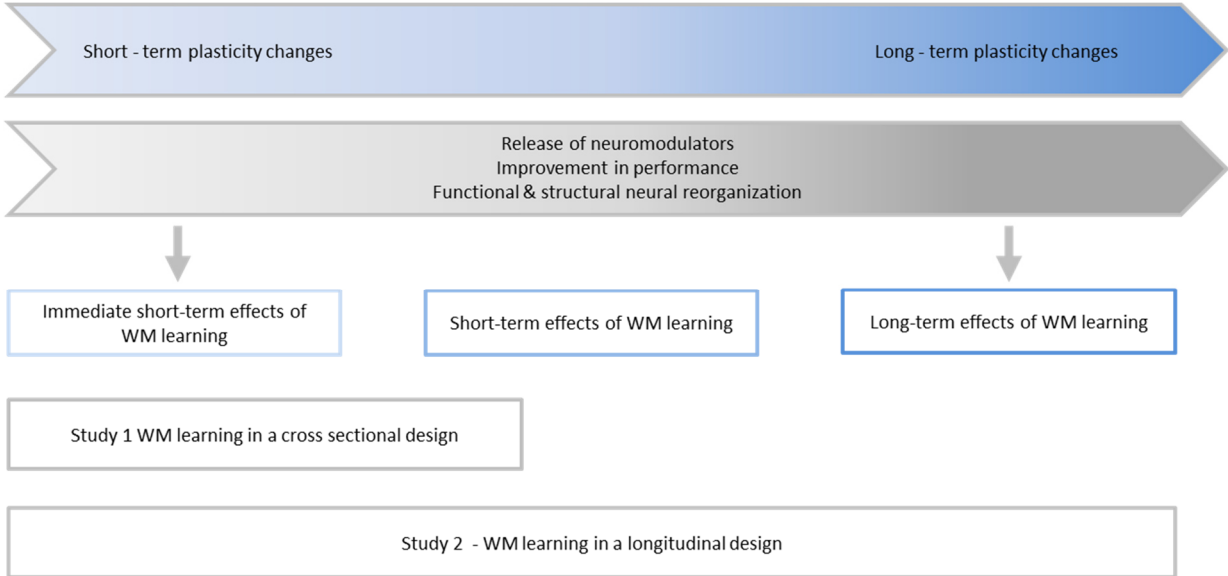 Short - term plasticity changes
Long - term plasticity changes
Release of neuromodulators
Improvement in performance
Functional & structural neural reorganization
Immediate short-term effects of
WM learning
Short-term effects of WM learning
Long-term effects of WM learning
Study 1 WM learning in a cross sectional design
Study 2 - WM learning in a longitudinal design